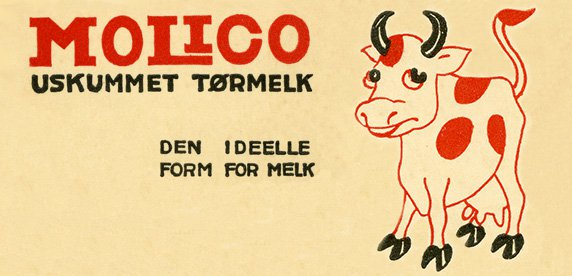 MOLICO
USKUMMET TØRMELK
DEN IDEELLE
FORM FOR MELK